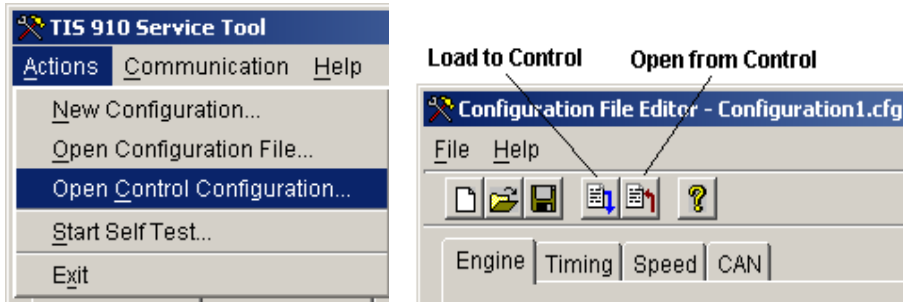 TIS 910 Service Tool
Actions Communication Help
New Configuration...
Open Configuration File...
Open Control Configuration...
Start Self Test...
Exit
Load to Control Open from Control
Configuration File Editor - Configuration1.cfg
File Help
?
Engine Timing Speed CAN